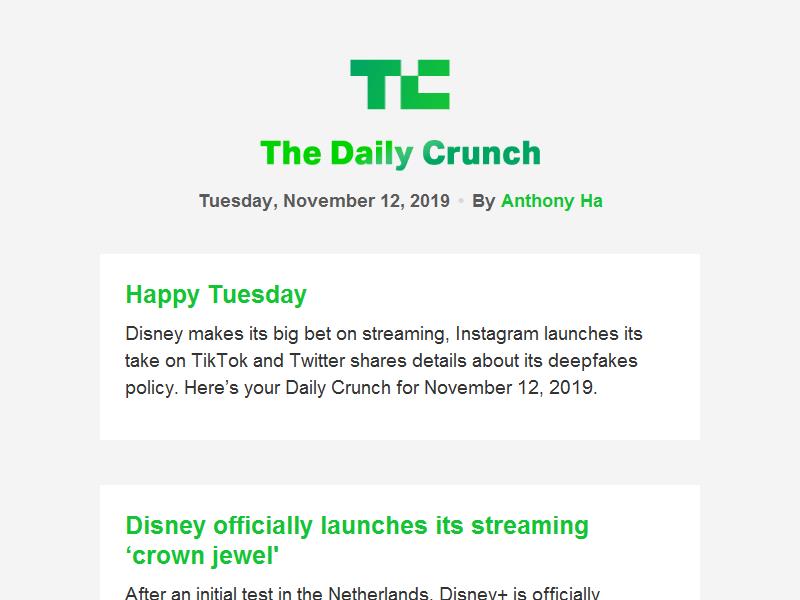 TC
The Daily Crunch
Tuesday, November 12, 2019 • By Anthony Ha
Happy Tuesday
Disney makes its big bet on streaming, Instagram launches its
take on TikTok and Twitter shares details about its deepfakes
policy. Here’s your Daily Crunch for November 12, 2019.
Disney officially launches its streaming
‘crown jewel'
After an initial test in the Netherlands, Disney+ is officially